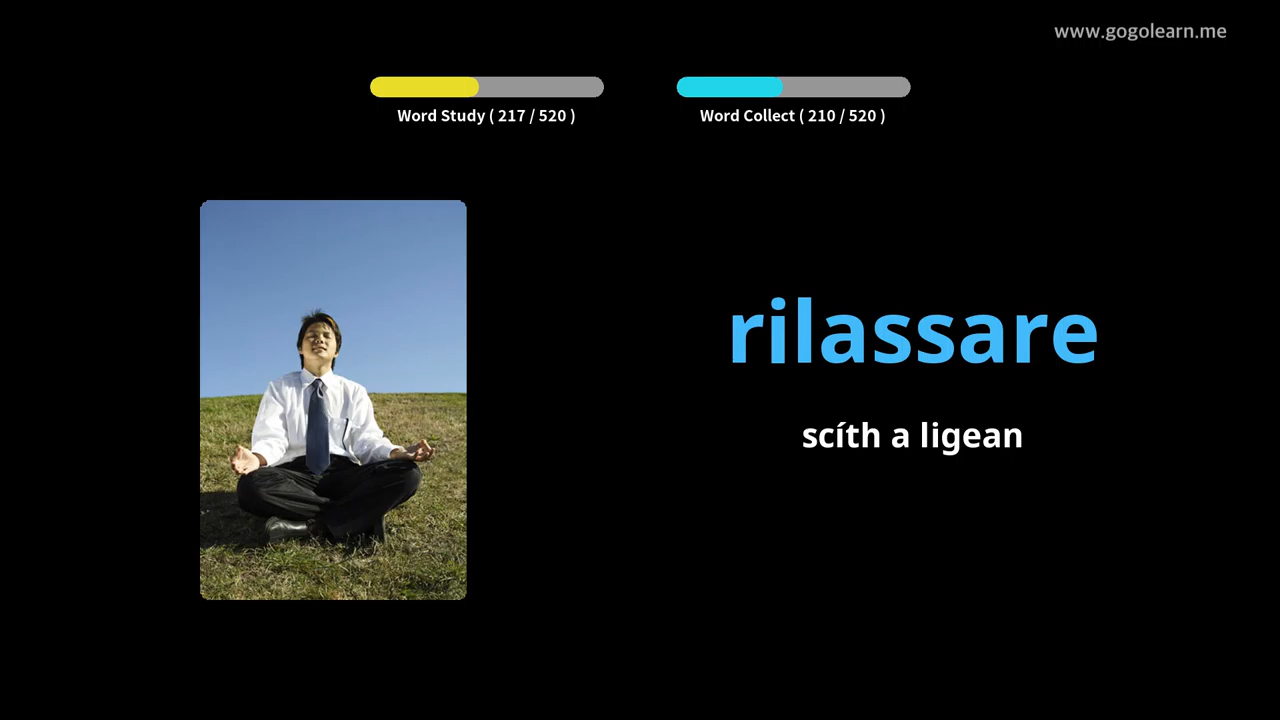 www.gogolearn.me
Word Study ( 217 / 520 )
Word Collect ( 210 / 520 )
rilassare
scíth a ligean